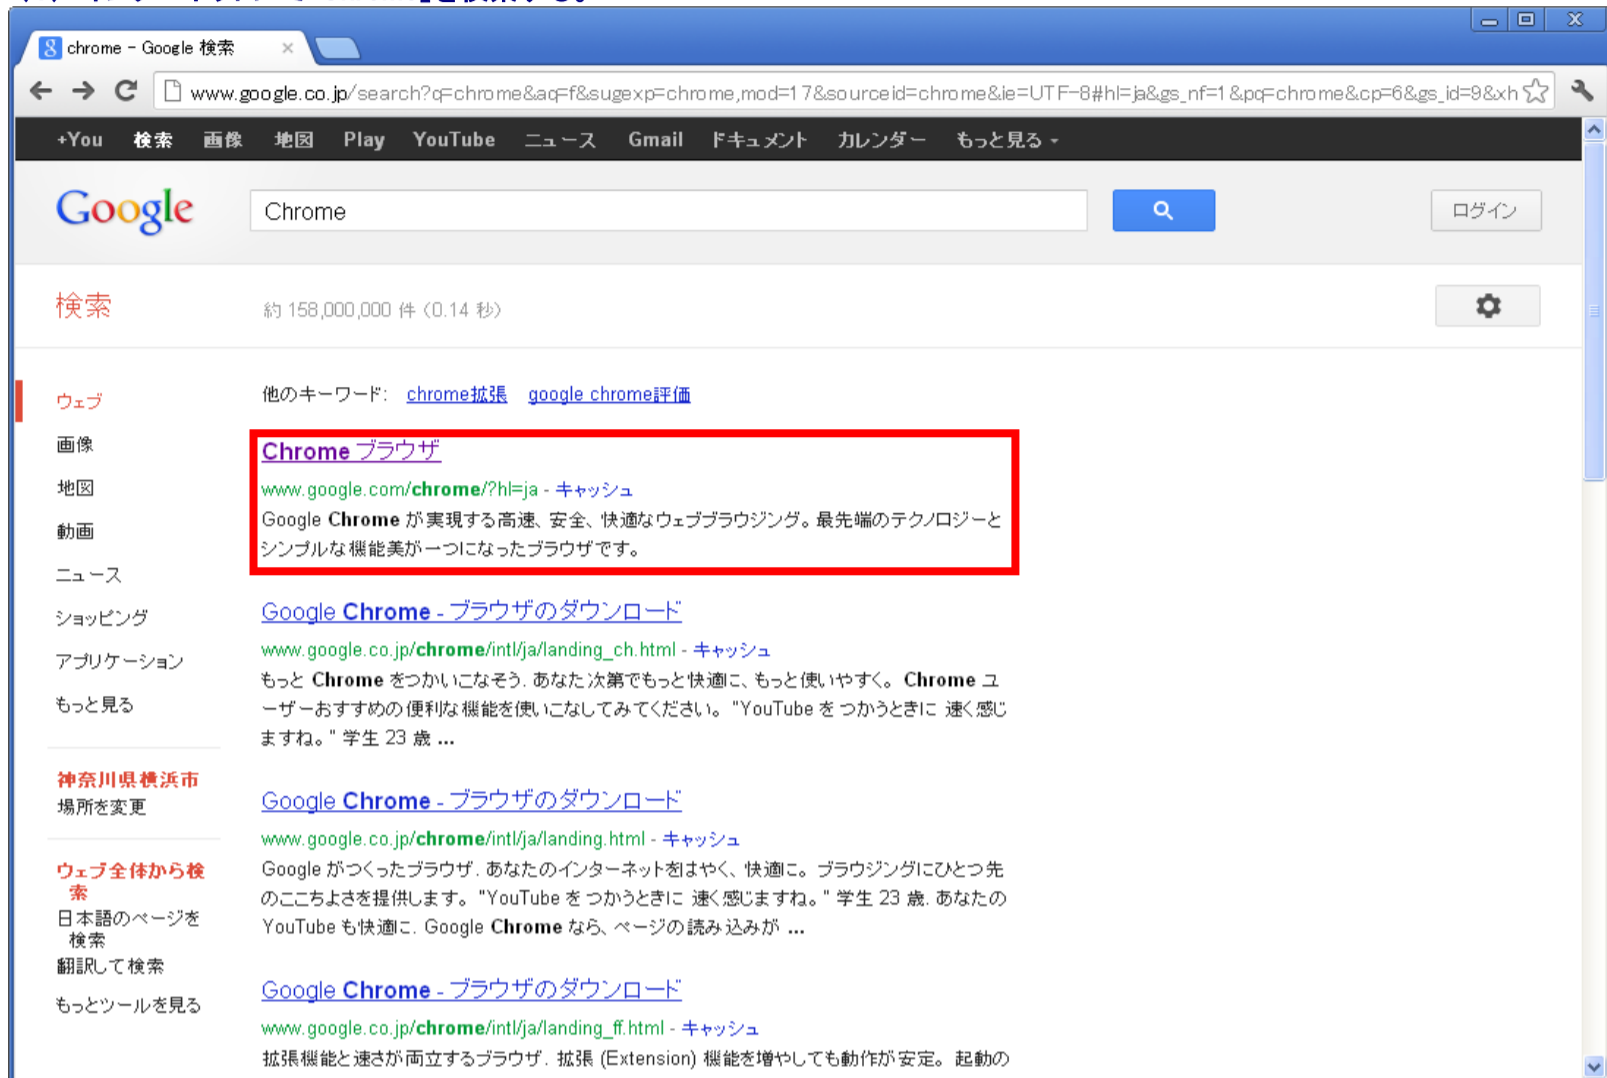 chrome」を検索する。
chrome - Google 検索
www.google.co.jp/search?q=chrome&aq=f&sugexp=chrome,mod=17&sourceid=chrome&ie=UTF-8#hl=ja&gs_nf=1&pq=chrome&cp=6&gs_id=9&xh
+You 検索 画像 地図 Play YouTube ニュース Gmail ドキュメント カレンダー もっと見る
Google Chrome ログイン
検索 約 158,000,000 件 (0.14 秒)
ウェブ
画像
地図
動画
ニュース
ショッピング
アプリケーション
もっと見る
神奈川県横浜市
場所を変更
ウェブ全体から検
索
日本語のページを
検索
翻訳して検索
もっとツールを見る
他のキーワード: chrome拡張 google chrome評価
Chrome ブラウザ
www.google.com/chrome/?hl=ja - キャッシュ
Google Chrome が実現する高速、安全、快適なウェブブラウジング。最先端のテクノロジーと
シンプルな機能美が一つになったブラウザです。
Google Chrome - ブラウザのダウンロード
www.google.co.jp/chrome/intl/ja/landing_ch.html - キャッシュ
もっと Chrome をつかいこなそう. あなた次第でもっと快適に、もっと使いやすく。 Chrome ユ
ーザーおすすめの便利な機能を使いこなしてみてください。 "YouTube をつかうときに 速く感じ
ますね。" 学生 23 歳 ...
Google Chrome - ブラウザのダウンロード
www.google.co.jp/chrome/intl/ja/landing.html - キャッシュ
Google がつくったブラウザ. あなたのインターネットをはやく、快適に。 ブラウジングにひとつ先
のここちよさを提供します。 "YouTube をつかうときに 速く感じますね。" 学生 23 歳. あなたの
YouTube も快適に. Google Chrome なら、ページの読み込みが ...
Google Chrome - ブラウザのダウンロード
www.google.co.jp/chrome/intl/ja/landing_ff.html - キャッシュ
拡張機能と速さが両立するブラウザ. 拡張 (Extension) 機能を増やしても動作が安定。 起動の